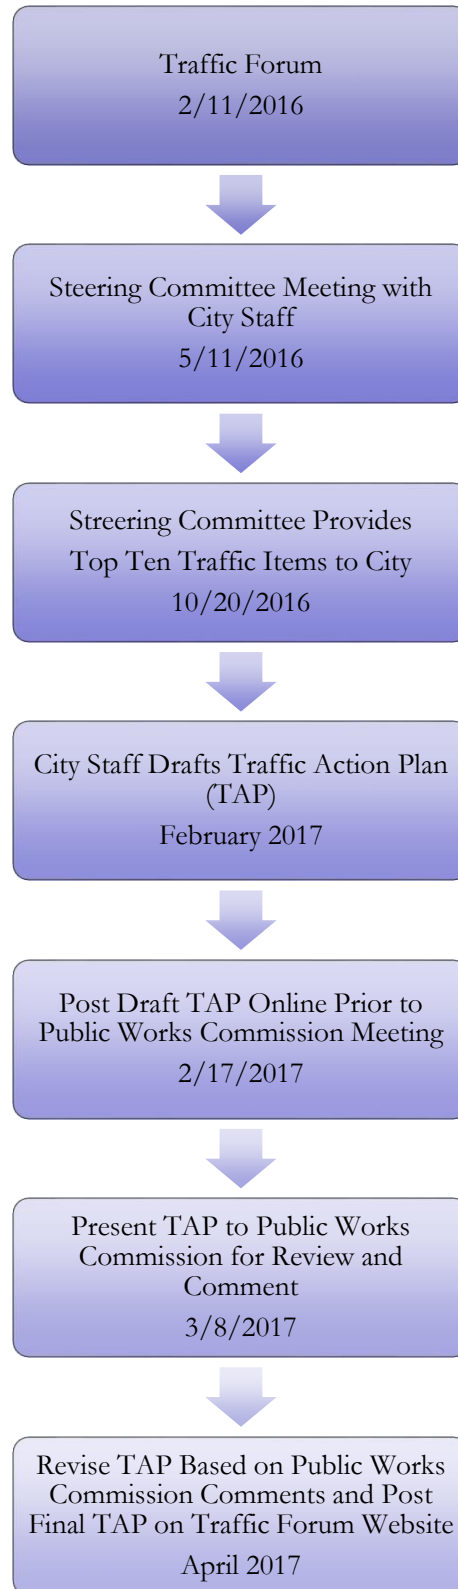 Traffic Forum
2/11/2016
Steering Committee Meeting with
City Staff
5/11/2016
Streering Committee Provides
Top Ten Traffic Items to City
10/20/2016
City Staff Drafts Traffic Action Plan
(TAP)
February 2017
Post Draft TAP Online Prior to
Public Works Commission Meeting
2/17/2017
Present TAP to Public Works
Commission for Review and
Comment
3/8/2017
Revise TAP Based on Public Works
Commission Comments and Post
Final TAP on Traffic Forum Website
April 2017